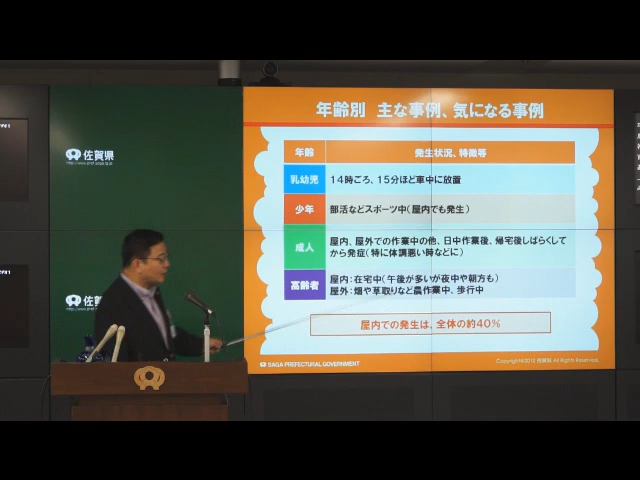 年齢別 主な事例、気になる事例
年齢
発生状況、特徴等
乳幼児
14時ごろ、15分ほど車中に放置
少年
部活などスポーツ中(屋内でも発生)
成人
屋内、屋外での作業中の他、日中作業後、帰宅後しばらくして
から発症(特に体調悪い時などに)
高齢者
屋内:在宅中(午後が多いが夜中や朝方も)
屋外:畑や草取りなど農作業中、歩行中
屋内での発生は、全体の約40%
SAGA PREFECTURAL GOVERNMENT
Copyright©2012 佐賀県 All Rights Reserved.
佐賀県
佐賀県